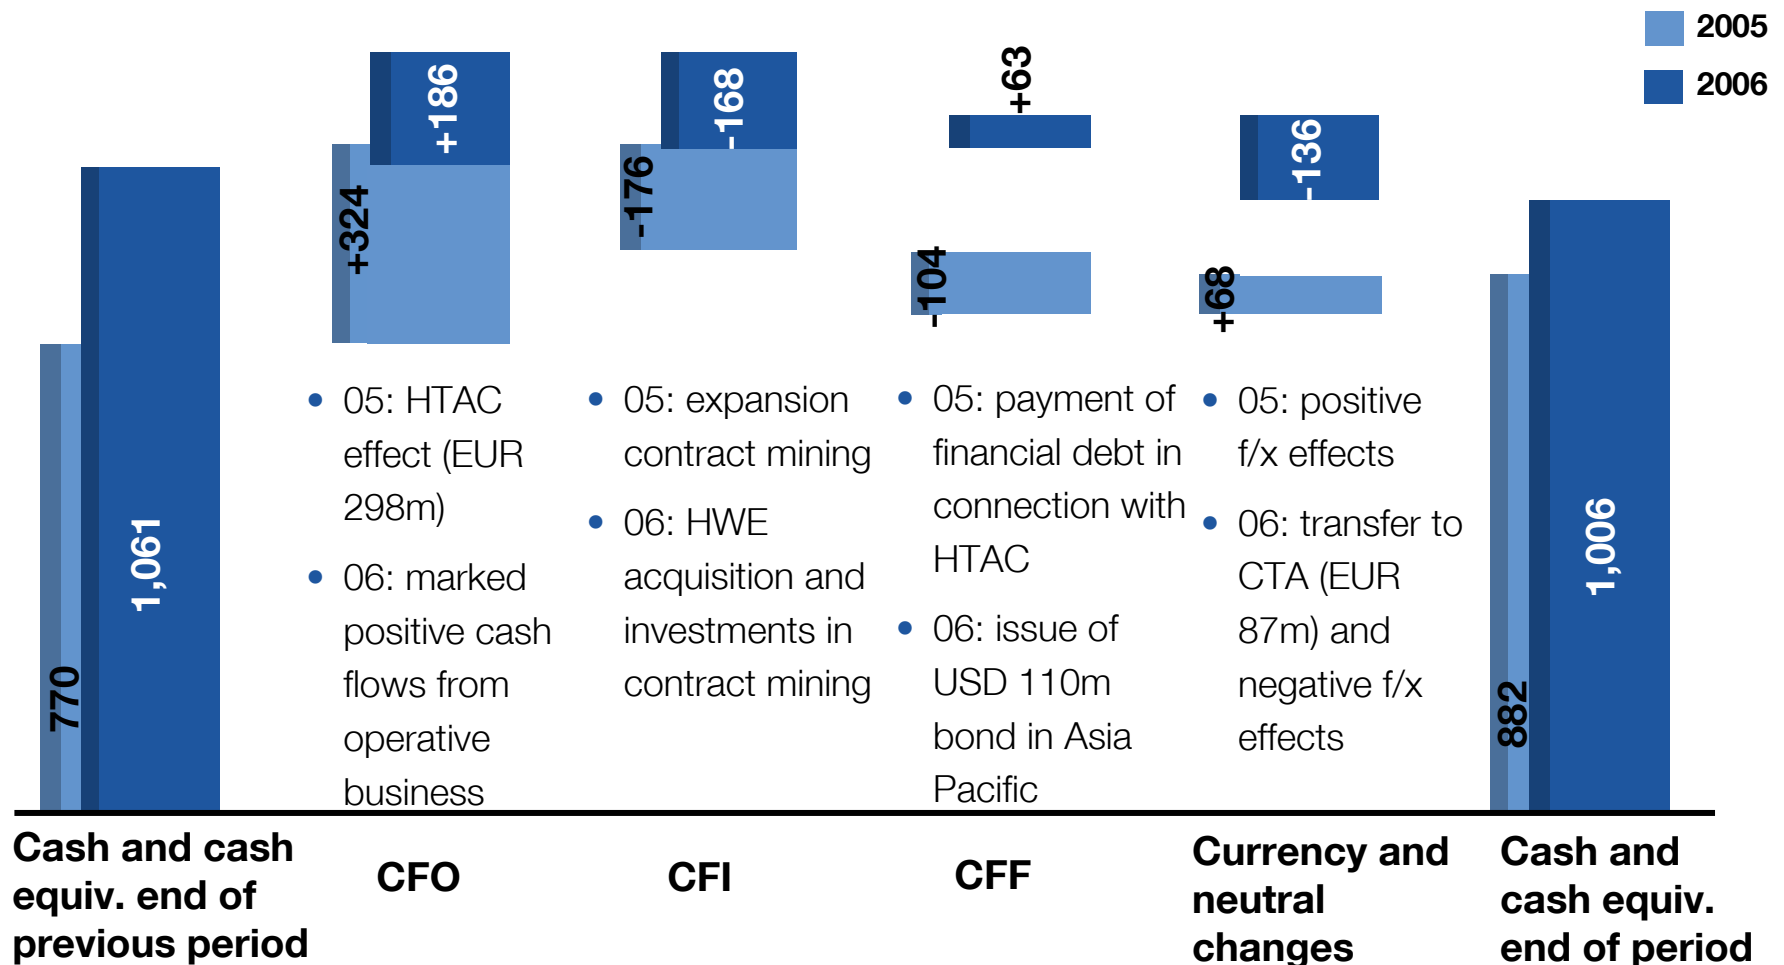 2005
2006
+186
-168
+63
-136
+324
-176
-104
+68
1,061
770
1,006
882
• 05: HTAC
effect (EUR
298m)
• 06: marked
positive cash
flows from
operative
business
• 05: expansion
contract mining
• 06: HWE
acquisition and
investments in
contract mining
• 05: payment of
financial debt in
connection with
HTAC
• 06: issue of
USD 110m
bond in Asia
Pacific
• 05: positive
f/x effects
• 06: transfer to
CTA (EUR
87m) and
negative f/x
effects
Cash and cash
equiv. end of
previous period
CFO
CFI
CFF
Currency and
neutral
changes
Cash and
cash equiv.
end of period